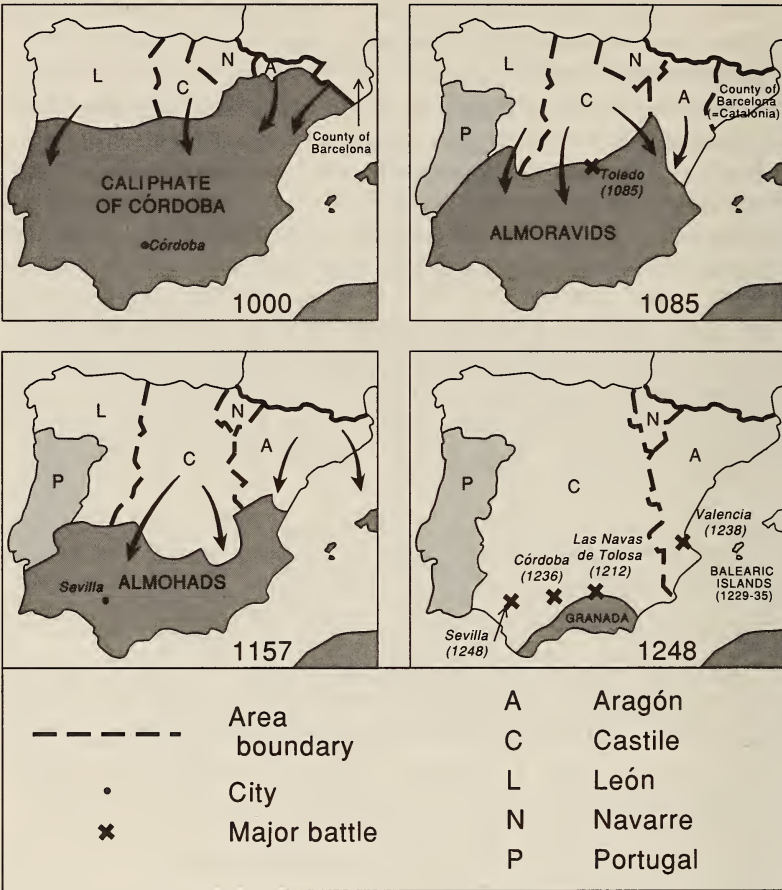 L
C
N
A
County of
Barcelona
CALIPHATE
OF CÓRDOBA
Córdoba
1000
L
N
C
A
County of
Barcelona
(=Catalonia)
P
Toledo
(1085)
ALMORAVIDS
1085
L
N
A
C
P
Sevilla
ALMOHADS
1157
N
A
P
C
Valencia
(1238)
Las Navas
de Tolosa
(1212)
Córdoba
(1236)
BALEARIC
ISLANDS
(1229-35)
GRANADA
Sevilla
(1248)
1248
Area
boundary
City
Major battle
A Aragón
C Castile
L León
N Navarre
P Portugal